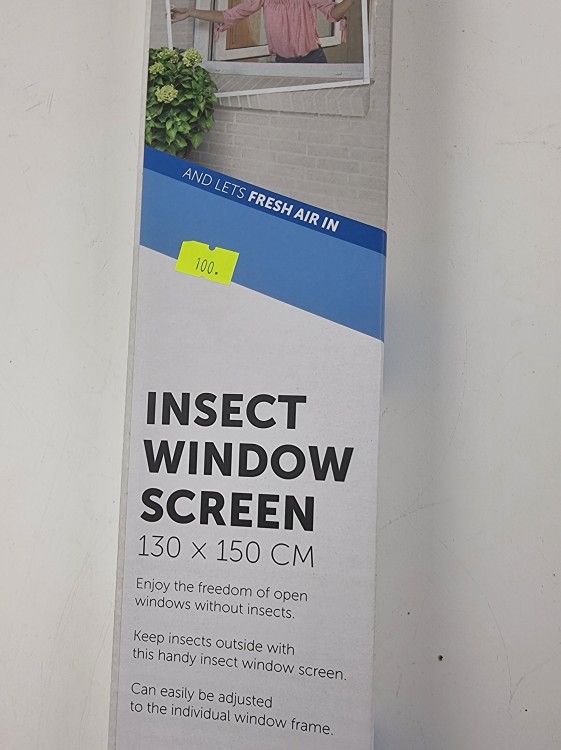 AND LETS FRESH AIR IN
100.
INSECT
WINDOW
SCREEN
130 x 150 CM
Enjoy the freedom of open
windows without insects.
Keep insects outside with
this handy insect window screen.
Can easily be adjusted
to the individual window frame.